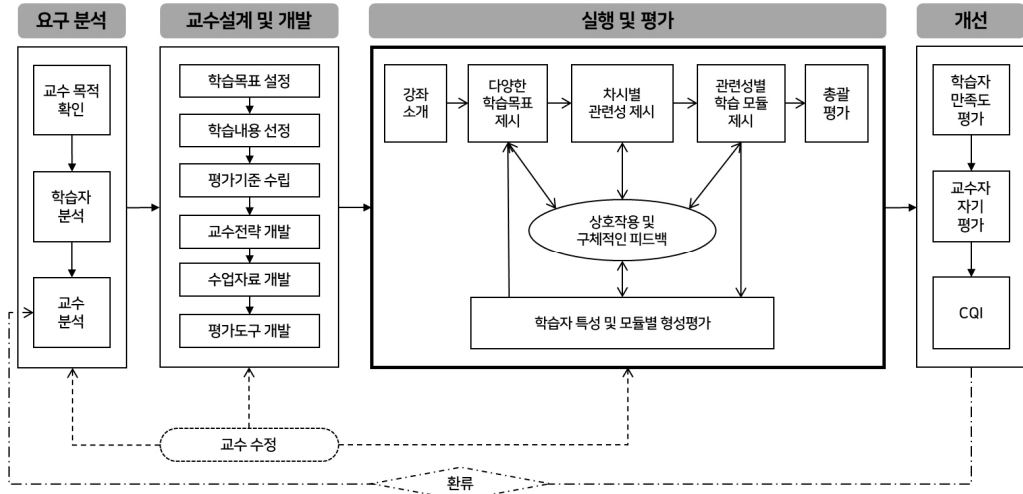 요구 분석
교수설계 및 개발
실행 및 평가
개선
교수 목적
확인
학습자
분석
교수
분석
학습목표 설정
학습내용 선정
평가기준 수립
교수전략 개발
수업자료 개발
평가도구 개발
강좌
소개
다양한
학습목표
제시
차시별
관련성 제시
관련성별
학습 모듈
제시
총괄
평가
상호작용 및
구체적인 피드백
학습자 특성 및 모듈별 형성평가
학습자
만족도
평가
교수자
자기
평가
CQI
교수 수정
환류